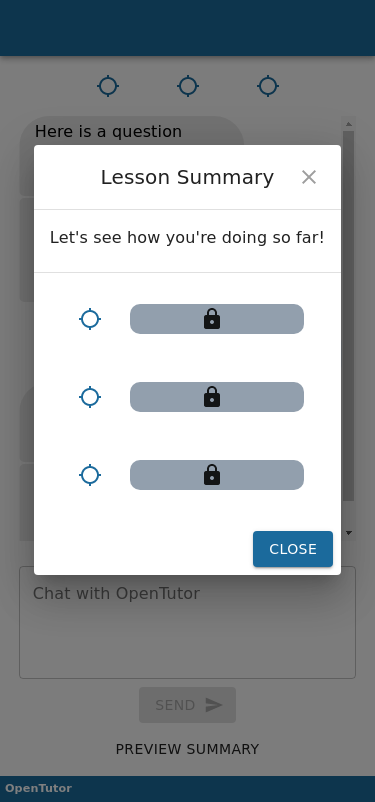 Here is a question
Lesson Summary
Let's see how you're doing so far!
CLOSE
Chat with OpenTutor
SEND
PREVIEW SUMMARY
OpenTutor